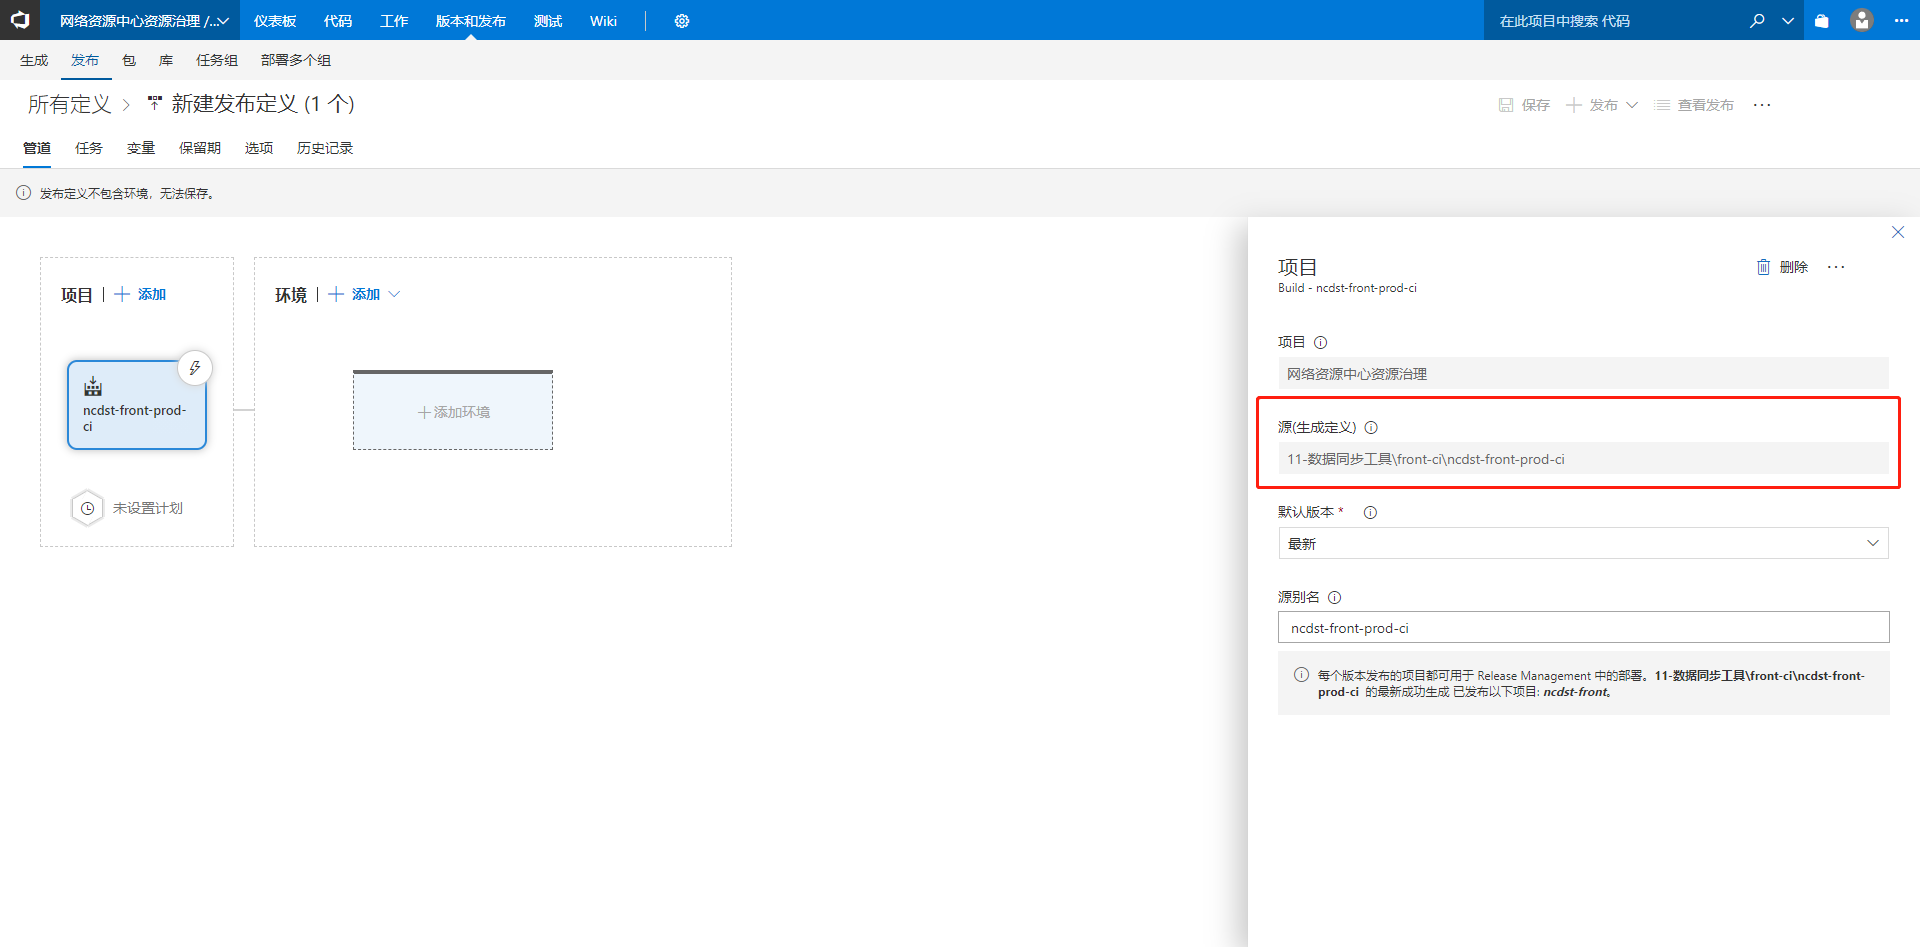 网络资源中心资源治理 /...
仪表板
代码
工作
版本和发布
测试
Wiki
在此项目中搜索 代码
生成
发布
包
库
任务组
部署多个组
所有定义
新建发布定义 (1 个)
保存
发布
查看发布
管道
任务
变量
保留期
选项
历史记录
发布定义不包含环境，无法保存。
项目
添加
环境
添加
ncdst-front-prod-
ci
添加环境
未设置计划
项目
删除
Build - ncdst-front-prod-ci
项目
网络资源中心资源治理
源(生成定义)
11-数据同步工具\front-ci\ncdst-front-prod-ci
默认版本 *
最新
源别名
ncdst-front-prod-ci
每个版本发布的项目都可用于 Release Management 中的部署。11-数据同步工具\front-ci\ncdst-front-
prod-ci 的最新成功生成 已发布以下项目: ncdst-front。